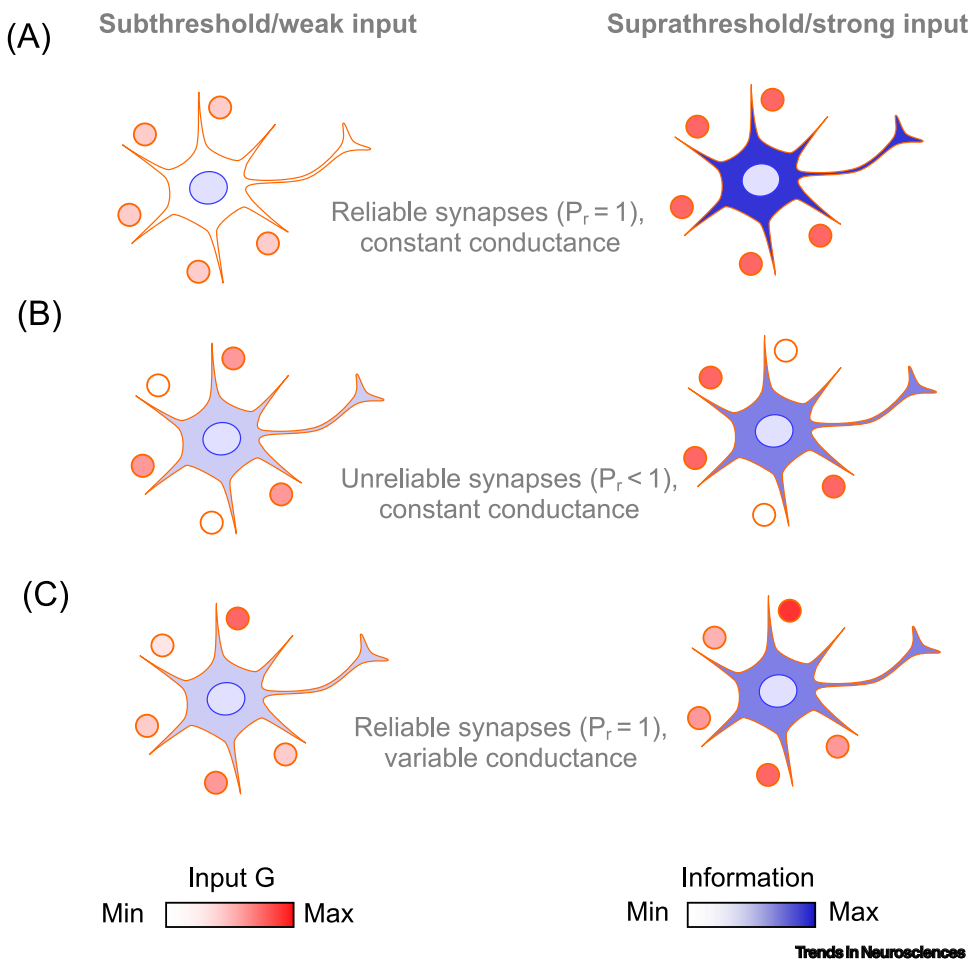 Subthreshold/weak input
Suprathreshold/strong input
(A)
Reliable synapses (Pr = 1),
constant conductance
(B)
Unreliable synapses (Pr < 1),
constant conductance
(C)
Reliable synapses (Pr = 1),
variable conductance
Input G
Min Max
Information
Min Max
Trends in Neurosciences